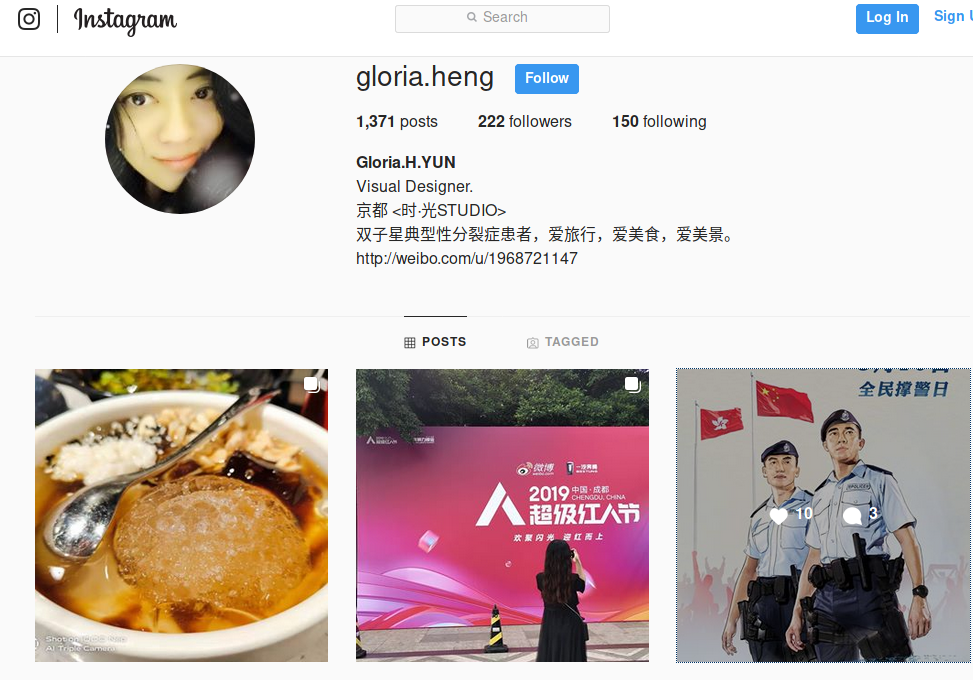 Instagram
Search
Log In
Sign
gloria.heng
Follow
1,371 posts 222 followers 150 following
Gloria.H.YUN
Visual Designer.
京都 <时·光STUDIO>
双子星典型性分裂症患者，爱旅行，爱美食，爱美景。
http://weibo.com/u/1968721147
POSTS
TAGGED
Shot on
AI Triple Camera
微博
weibo.com
2019 中国·成都
CHENGDU, CHINA
超级红人节
欢聚闪光 迎红而上
全民撑警日
POLICE
10
3